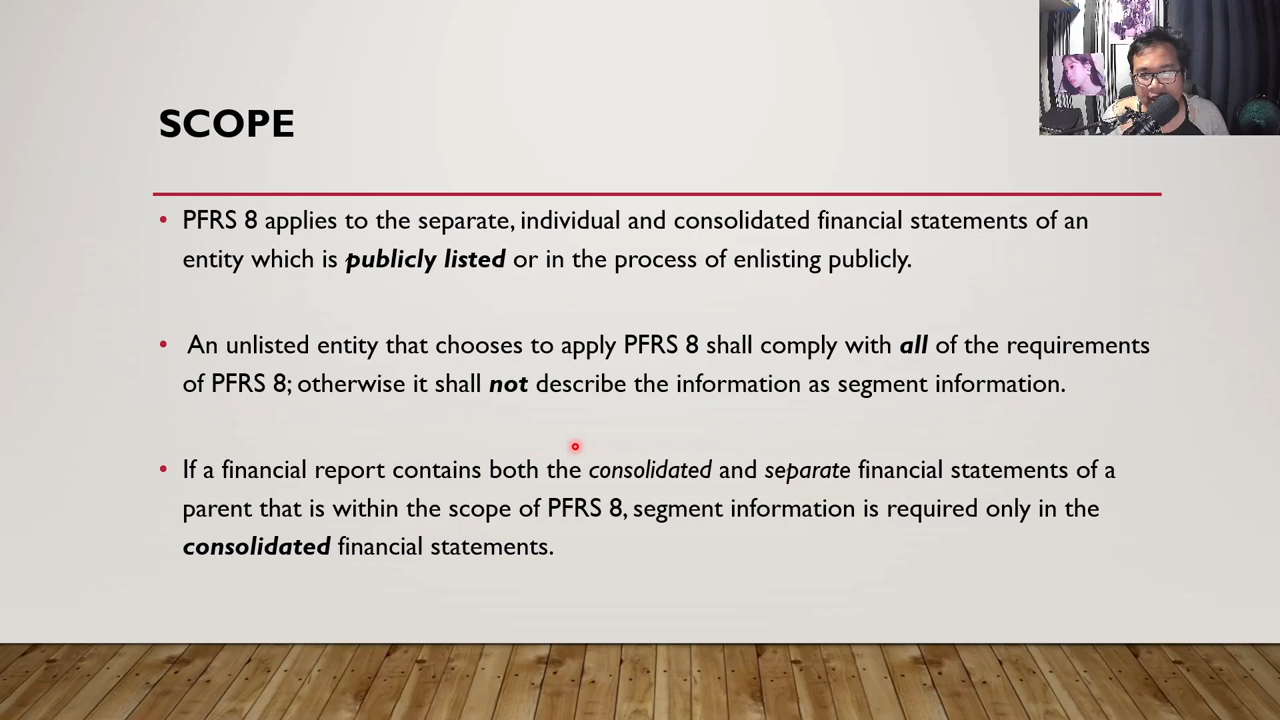 SCOPE
• PFRS 8 applies to the separate, individual and consolidated financial statements of an
entity which is publicly listed or in the process of enlisting publicly.
• An unlisted entity that chooses to apply PFRS 8 shall comply with all of the requirements
of PFRS 8; otherwise it shall not describe the information as segment information.
• If a financial report contains both the consolidated and separate financial statements of a
parent that is within the scope of PFRS 8, segment information is required only in the
consolidated financial statements.